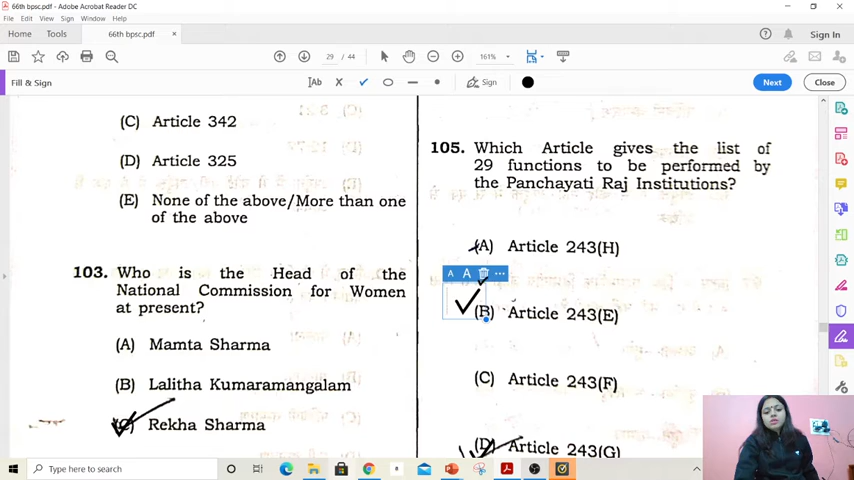 66th bpsc.pdf - Adobe Acrobat Reader DC
File Edit View Sign Window Help
Home Tools 66th bpsc.pdf × Sign In
29 / 44 161%
Fill & Sign Ab Sign Next Close
(C) Article 342
(D) Article 325
(E) None of the above/More than one
of the above
103. Who is the Head of the
National Commission for Women
at present?
(A) Mamta Sharma
(B) Lalitha Kumaramangalam
(C) Rekha Sharma
105. Which Article gives the list of
29 functions to be performed by
the Panchayati Raj Institutions?
(A) Article 243(H)
A A
(B) Article 243(E)
(C) Article 243(F)
(D) Article 243(G)
Type here to search